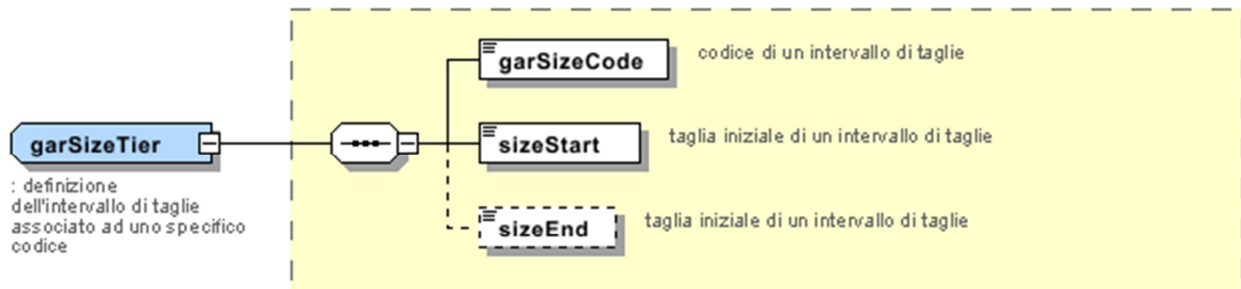 garSizeCode codice di un intervallo di taglie
garSizeTier
sizeStart taglia iniziale di un intervallo di taglie
: definizione
dell'intervallo di taglie
associato ad uno specifico
codice
sizeEnd taglia iniziale di un intervallo di taglie